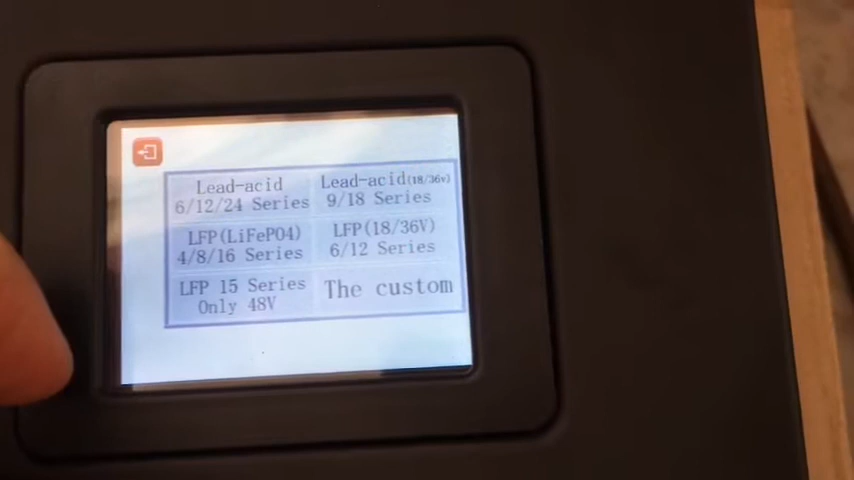 Lead-acid
6/12/24 Series
Lead-acid(18/36v)
9/18 Series
LFP(LiFePO4)
4/8/16 Series
LFP(18/36V)
6/12 Series
LFP 15 Series
Only 48V
The custom